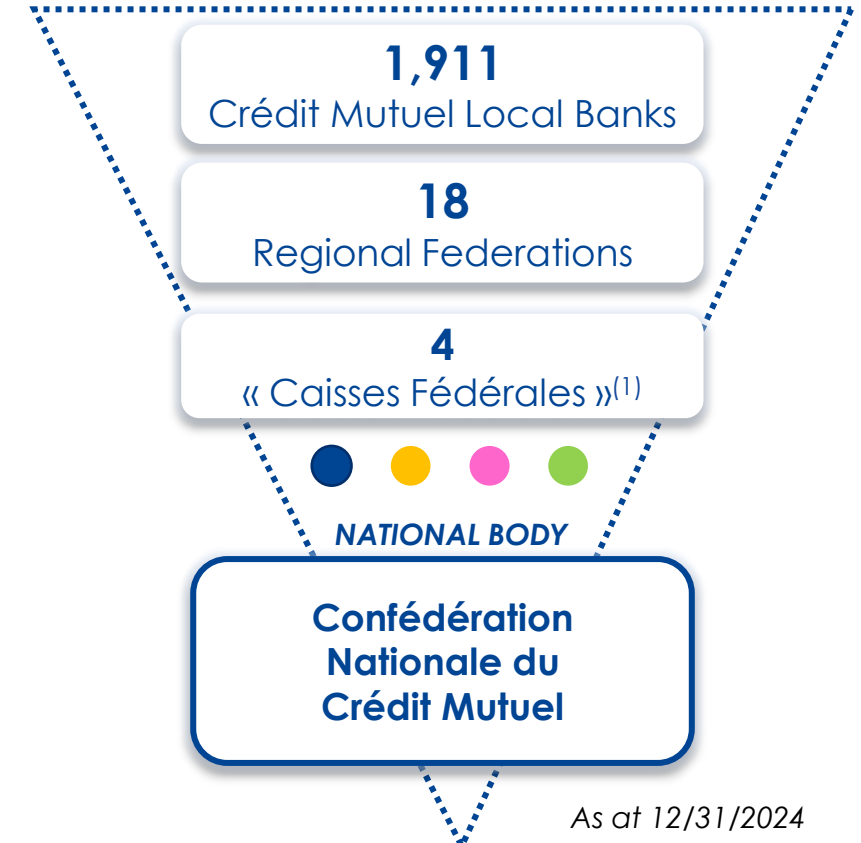 1,911
Crédit Mutuel Local Banks
18
Regional Federations
4
« Caisses Fédérales »(1)
NATIONAL BODY
Confédération
Nationale du
Crédit Mutuel
As at 12/31/2024